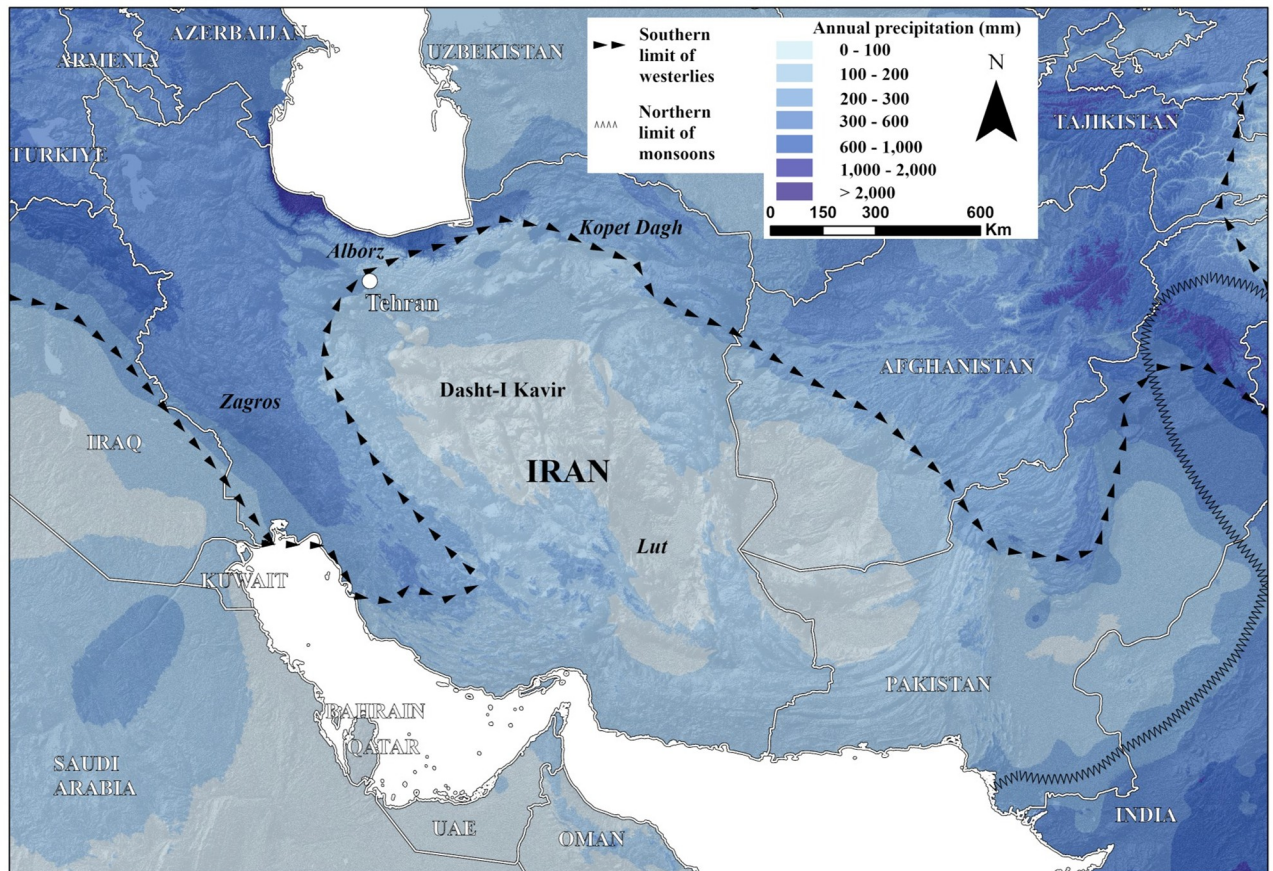 AZERBAIJAN
UZBEKISTAN
ARMENIA
TURKIYE
Southern
limit of
westerlies
Northern
limit of
monsoons
Annual precipitation (mm)
0 - 100
100 - 200
200 - 300
300 - 600
600 - 1,000
1,000 - 2,000
> 2,000
0 150 300 600
Km
N
TAJIKISTAN
Kopet Dagh
Alborz
Tehran
AFGHANISTAN
Dasht-I Kavir
Zagros
IRAQ
IRAN
Lut
KUWAIT
PAKISTAN
BAHRAIN
QATAR
SAUDI
ARABIA
UAE
OMAN
INDIA